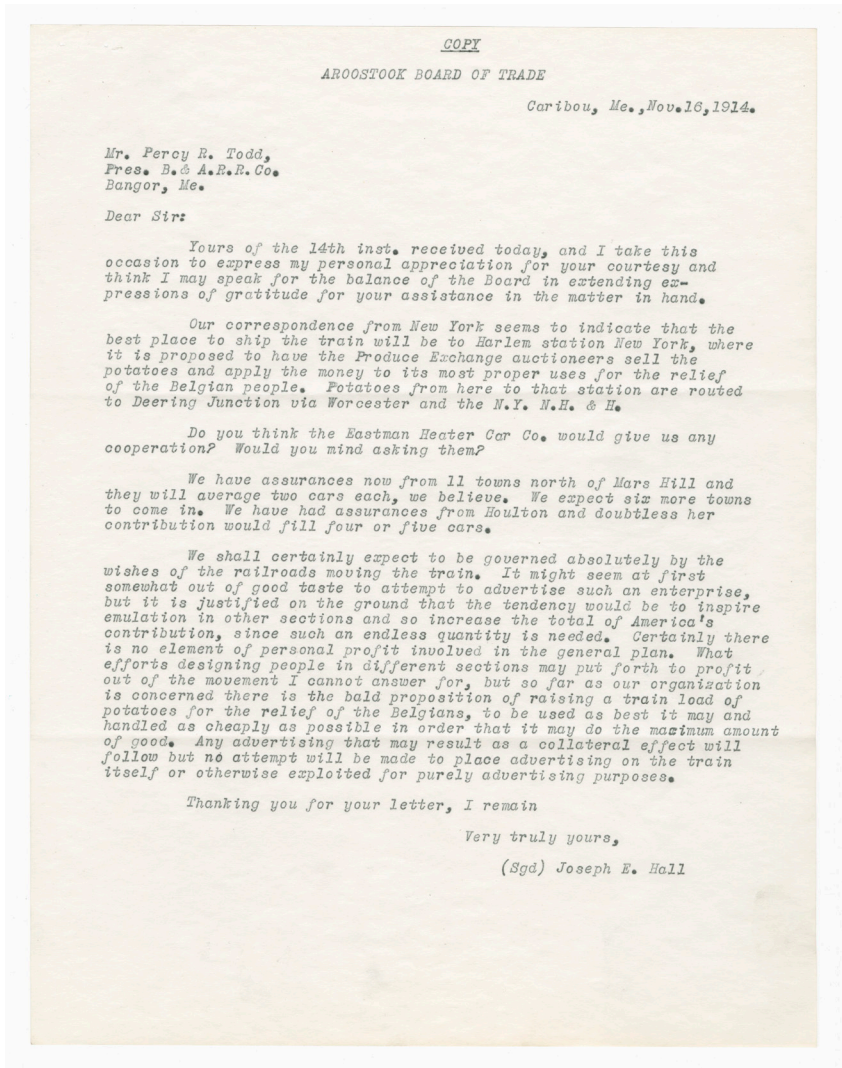 COPY
AROOSTOOK BOARD OF TRADE
Caribou, Me.,Nov.16,1914.
Mr. Percy R. Todd,
Pres. B.& A.R.R.Co.
Bangor, Me.
Dear Sir:
Yours of the 14th inst. received today, and I take this
occasion to express my personal appreciation for your courtesy and
think I may speak for the balance of the Board in extending ex-
pressions of gratitude for your assistance in the matter in hand.
Our correspondence from New York seems to indicate that the
best place to ship the train will be to Harlem station New York, where
it is proposed to have the Produce Exchange auctioneers sell the
potatoes and apply the money to its most proper uses for the relief
of the Belgian people. Potatoes from here to that station are routed
to Deering Junction via Worcester and the N.Y. N.H. & H.
Do you think the Eastman Heater Car Co. would give us any
cooperation? Would you mind asking them?
We have assurances now from 11 towns north of Mars Hill and
they will average two cars each, we believe. We expect six more towns
to come in. We have had assurances from Houlton and doubtless her
contribution would fill four or five cars.
We shall certainly expect to be governed absolutely by the
wishes of the railroads moving the train. It might seem at first
somewhat out of good taste to attempt to advertise such an enterprise,
but it is justified on the ground that the tendency would be to inspire
emulation in other sections and so increase the total of America's
contribution, since such an endless quantity is needed. Certainly there
is no element of personal profit involved in the general plan. What
efforts designing people in different sections may put forth to profit
out of the movement I cannot answer for, but so far as our organization
is concerned there is the bald proposition of raising a train load of
potatoes for the relief of the Belgians, to be used as best it may and
handled as cheaply as possible in order that it may do the maximum amount
of good. Any advertising that may result as a collateral effect will
follow but no attempt will be made to place advertising on the train
itself or otherwise exploited for purely advertising purposes.
Thanking you for your letter, I remain
Very truly yours,
(Sgd) Joseph E. Hall